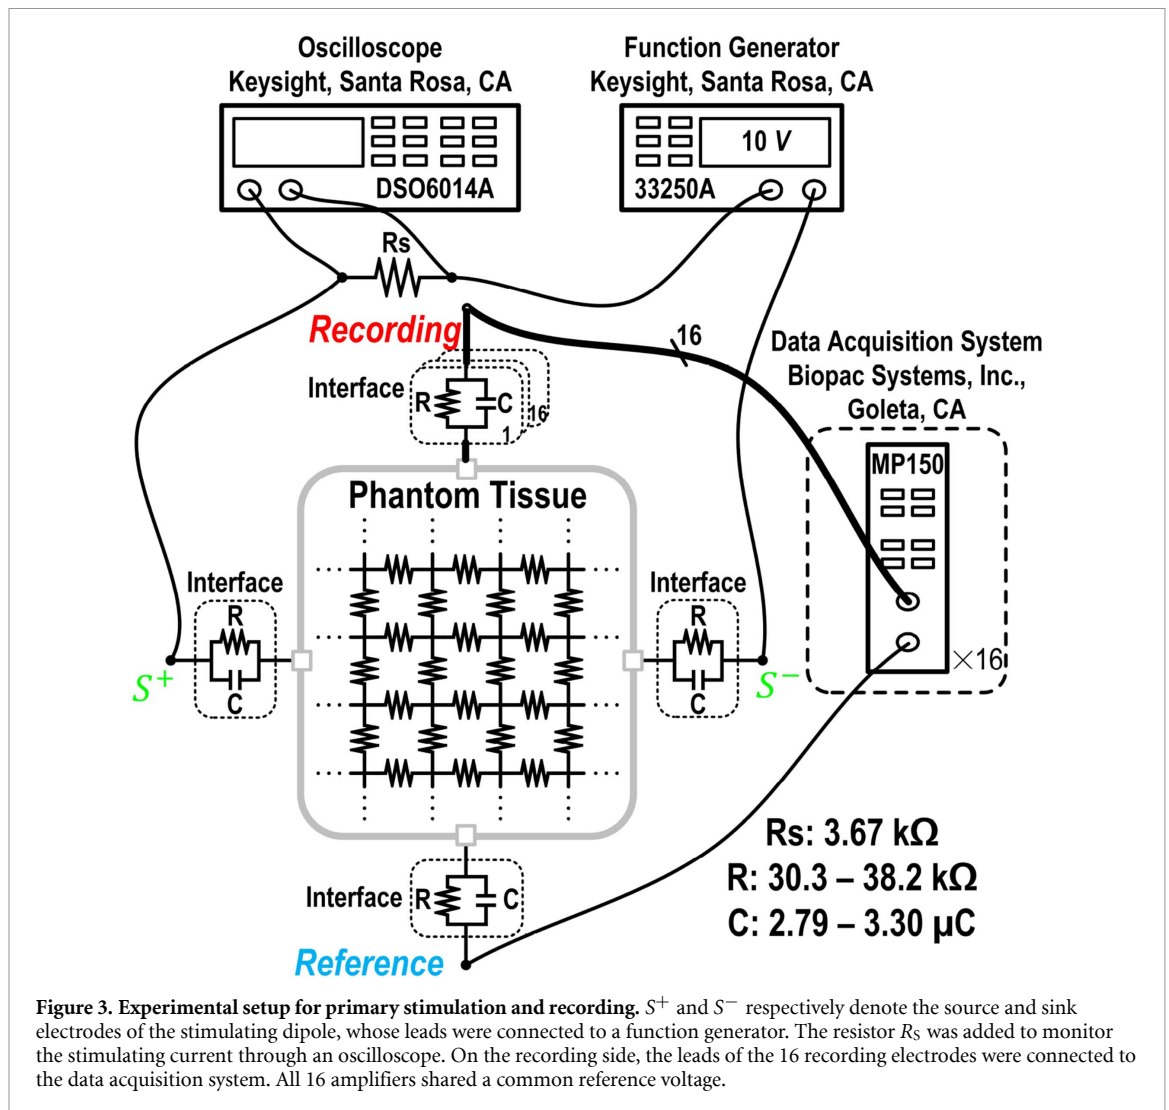 Oscilloscope
Keysight, Santa Rosa, CA
DSO6014A
Function Generator
Keysight, Santa Rosa, CA
10 V
33250A
Rs
Recording
16
Interface
R
C
1
16
Data Acquisition System
Biopac Systems, Inc.,
Goleta, CA
MP150
×16
Phantom Tissue
Interface
R
C
S+
Interface
R
C
S−
Interface
R
C
Reference
Rs: 3.67 kΩ
R: 30.3 – 38.2 kΩ
C: 2.79 – 3.30 µC
Figure 3. Experimental setup for primary stimulation and recording. S+ and S− respectively denote the source and sink
electrodes of the stimulating dipole, whose leads were connected to a function generator. The resistor RS was added to monitor
the stimulating current through an oscilloscope. On the recording side, the leads of the 16 recording electrodes were connected to
the data acquisition system. All 16 amplifiers shared a common reference voltage.